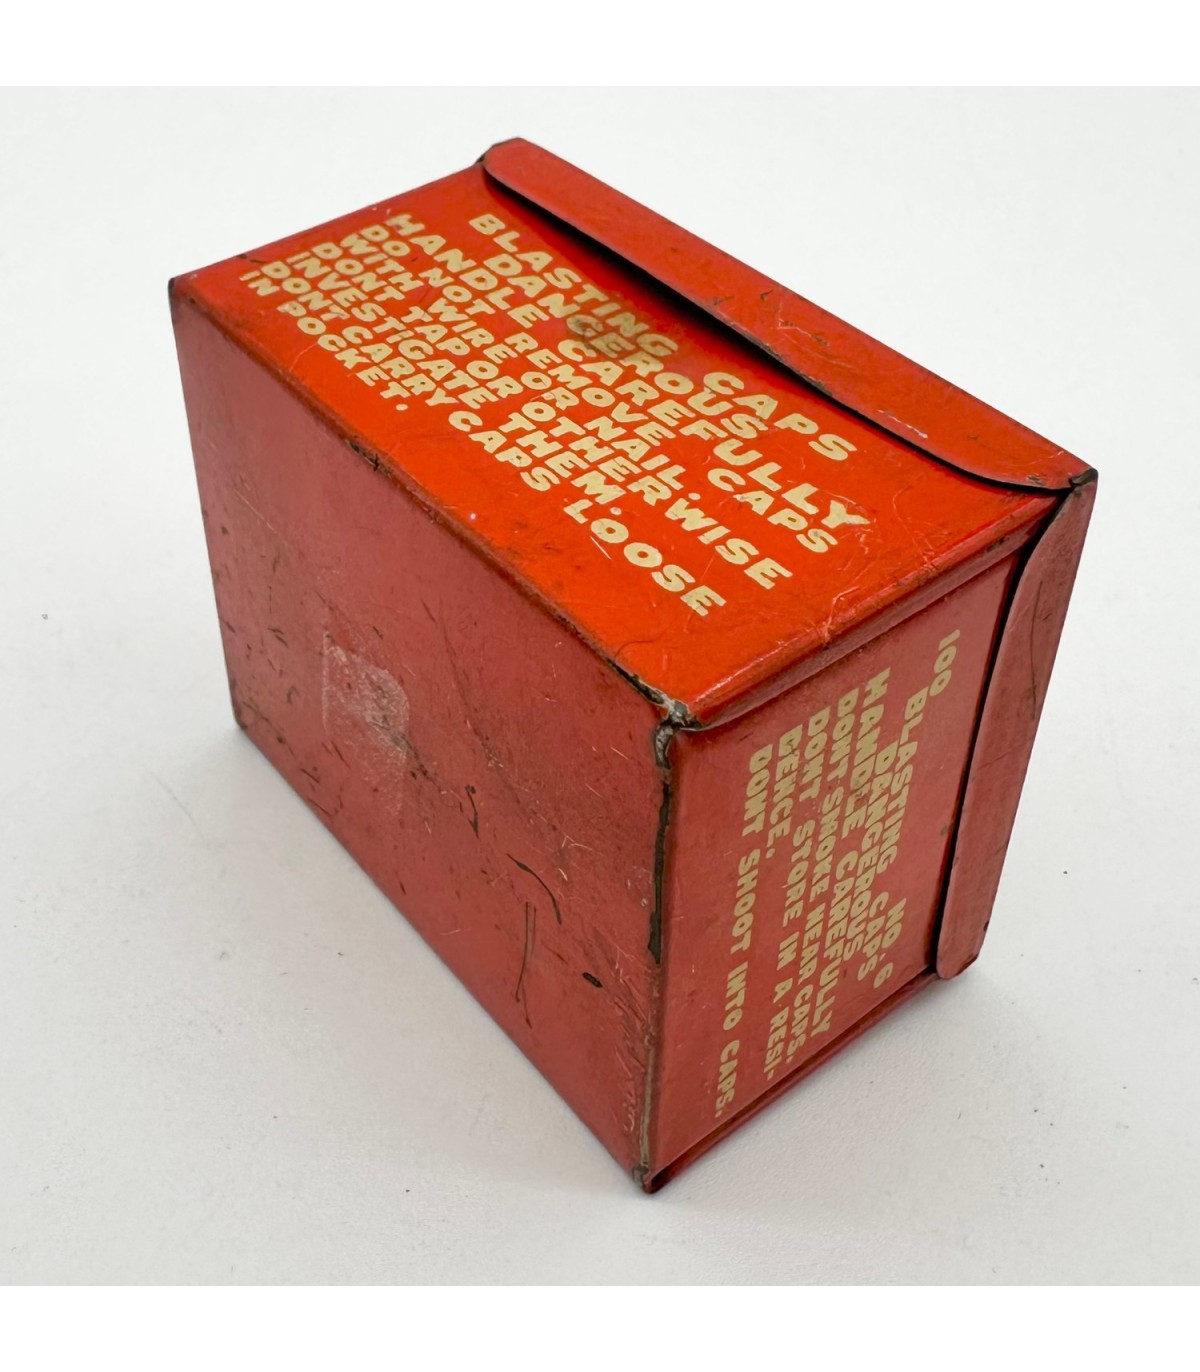 BLASTING CAPS
DANGEROUS
HANDLE CAREFULLY
DO NOT REMOVE CAPS
WITH WIRE OR NAIL.
DONT TAP OR OTHERWISE
INVESTIGATE THEM.
DONT CARRY CAPS LOOSE
IN POCKET.
100 NO. 6
BLASTING CAPS
DANGEROUS
HANDLE CAREFULLY
DONT SMOKE NEAR CAPS.
DONT STORE IN A RESI-
DENCE.
DONT SHOOT INTO CAPS.